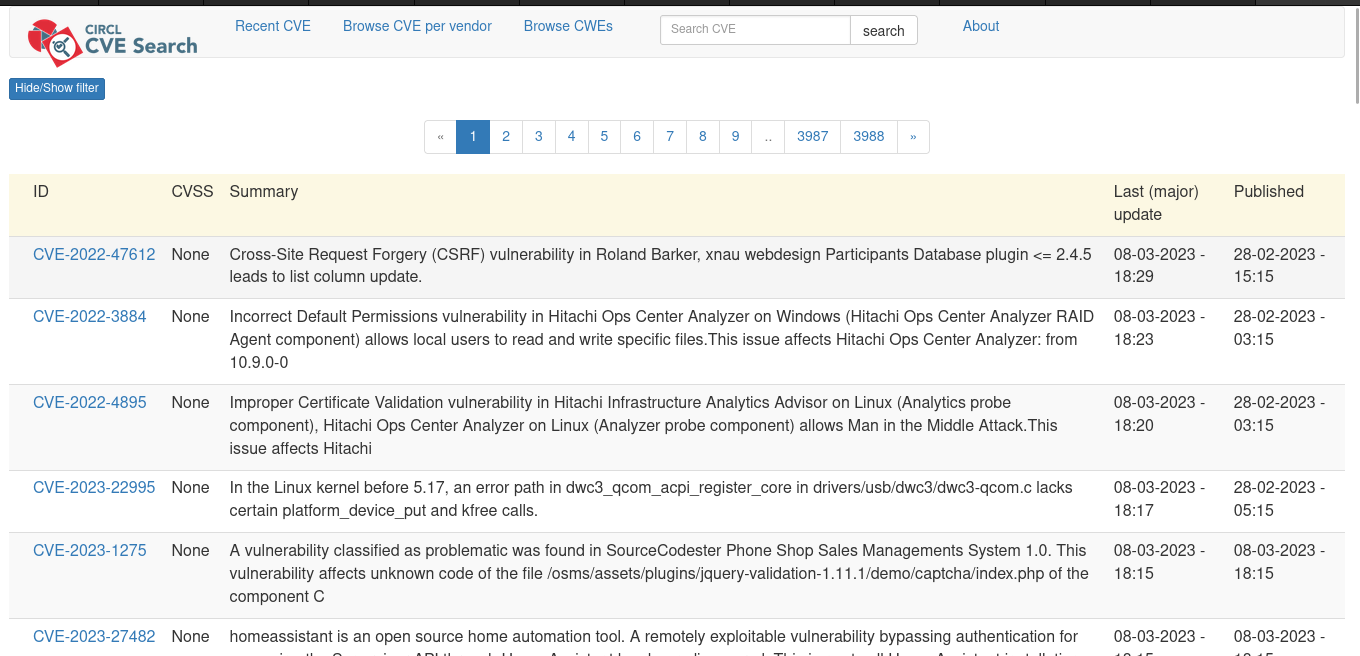 CIRCL
CVE Search
Recent CVE
Browse CVE per vendor
Browse CWEs
Search CVE
search
About
Hide/Show filter
« 1 2 3 4 5 6 7 8 9 .. 3987 3988 »
ID CVSS Summary Last (major) Published
update
CVE-2022-47612 None Cross-Site Request Forgery (CSRF) vulnerability in Roland Barker, xnau webdesign Participants Database plugin <= 2.4.5 08-03-2023 - 28-02-2023 -
leads to list column update. 18:29 15:15
CVE-2022-3884 None Incorrect Default Permissions vulnerability in Hitachi Ops Center Analyzer on Windows (Hitachi Ops Center Analyzer RAID 08-03-2023 - 28-02-2023 -
Agent component) allows local users to read and write specific files.This issue affects Hitachi Ops Center Analyzer: from 18:23 03:15
10.9.0-0
CVE-2022-4895 None Improper Certificate Validation vulnerability in Hitachi Infrastructure Analytics Advisor on Linux (Analytics probe 08-03-2023 - 28-02-2023 -
component), Hitachi Ops Center Analyzer on Linux (Analyzer probe component) allows Man in the Middle Attack.This 18:20 03:15
issue affects Hitachi
CVE-2023-22995 None In the Linux kernel before 5.17, an error path in dwc3_qcom_acpi_register_core in drivers/usb/dwc3/dwc3-qcom.c lacks 08-03-2023 - 28-02-2023 -
certain platform_device_put and kfree calls. 18:17 05:15
CVE-2023-1275 None A vulnerability classified as problematic was found in SourceCodester Phone Shop Sales Managements System 1.0. This 08-03-2023 - 08-03-2023 -
vulnerability affects unknown code of the file /osms/assets/plugins/jquery-validation-1.11.1/demo/captcha/index.php of the 18:15 18:15
component C
CVE-2023-27482 None homeassistant is an open source home automation tool. A remotely exploitable vulnerability bypassing authentication for 08-03-2023 - 08-03-2023 -